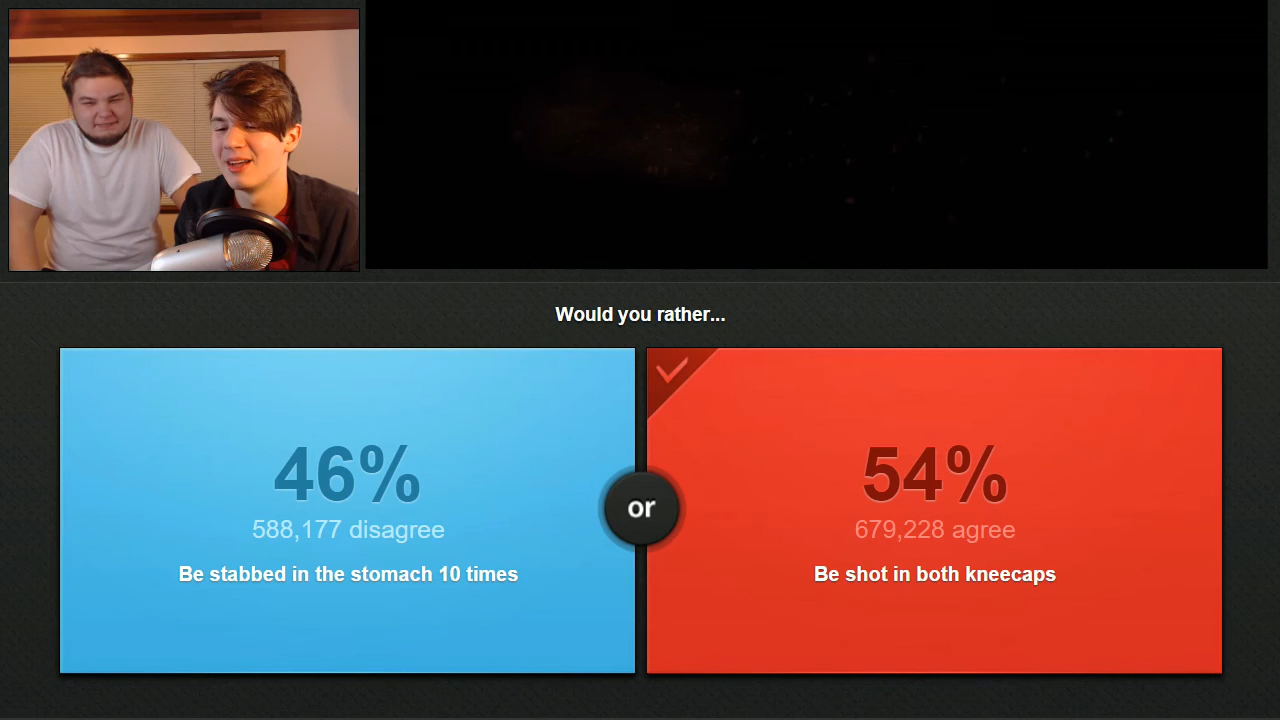 Would you rather...
46%
588,177 disagree
Be stabbed in the stomach 10 times
or
54%
679,228 agree
Be shot in both kneecaps